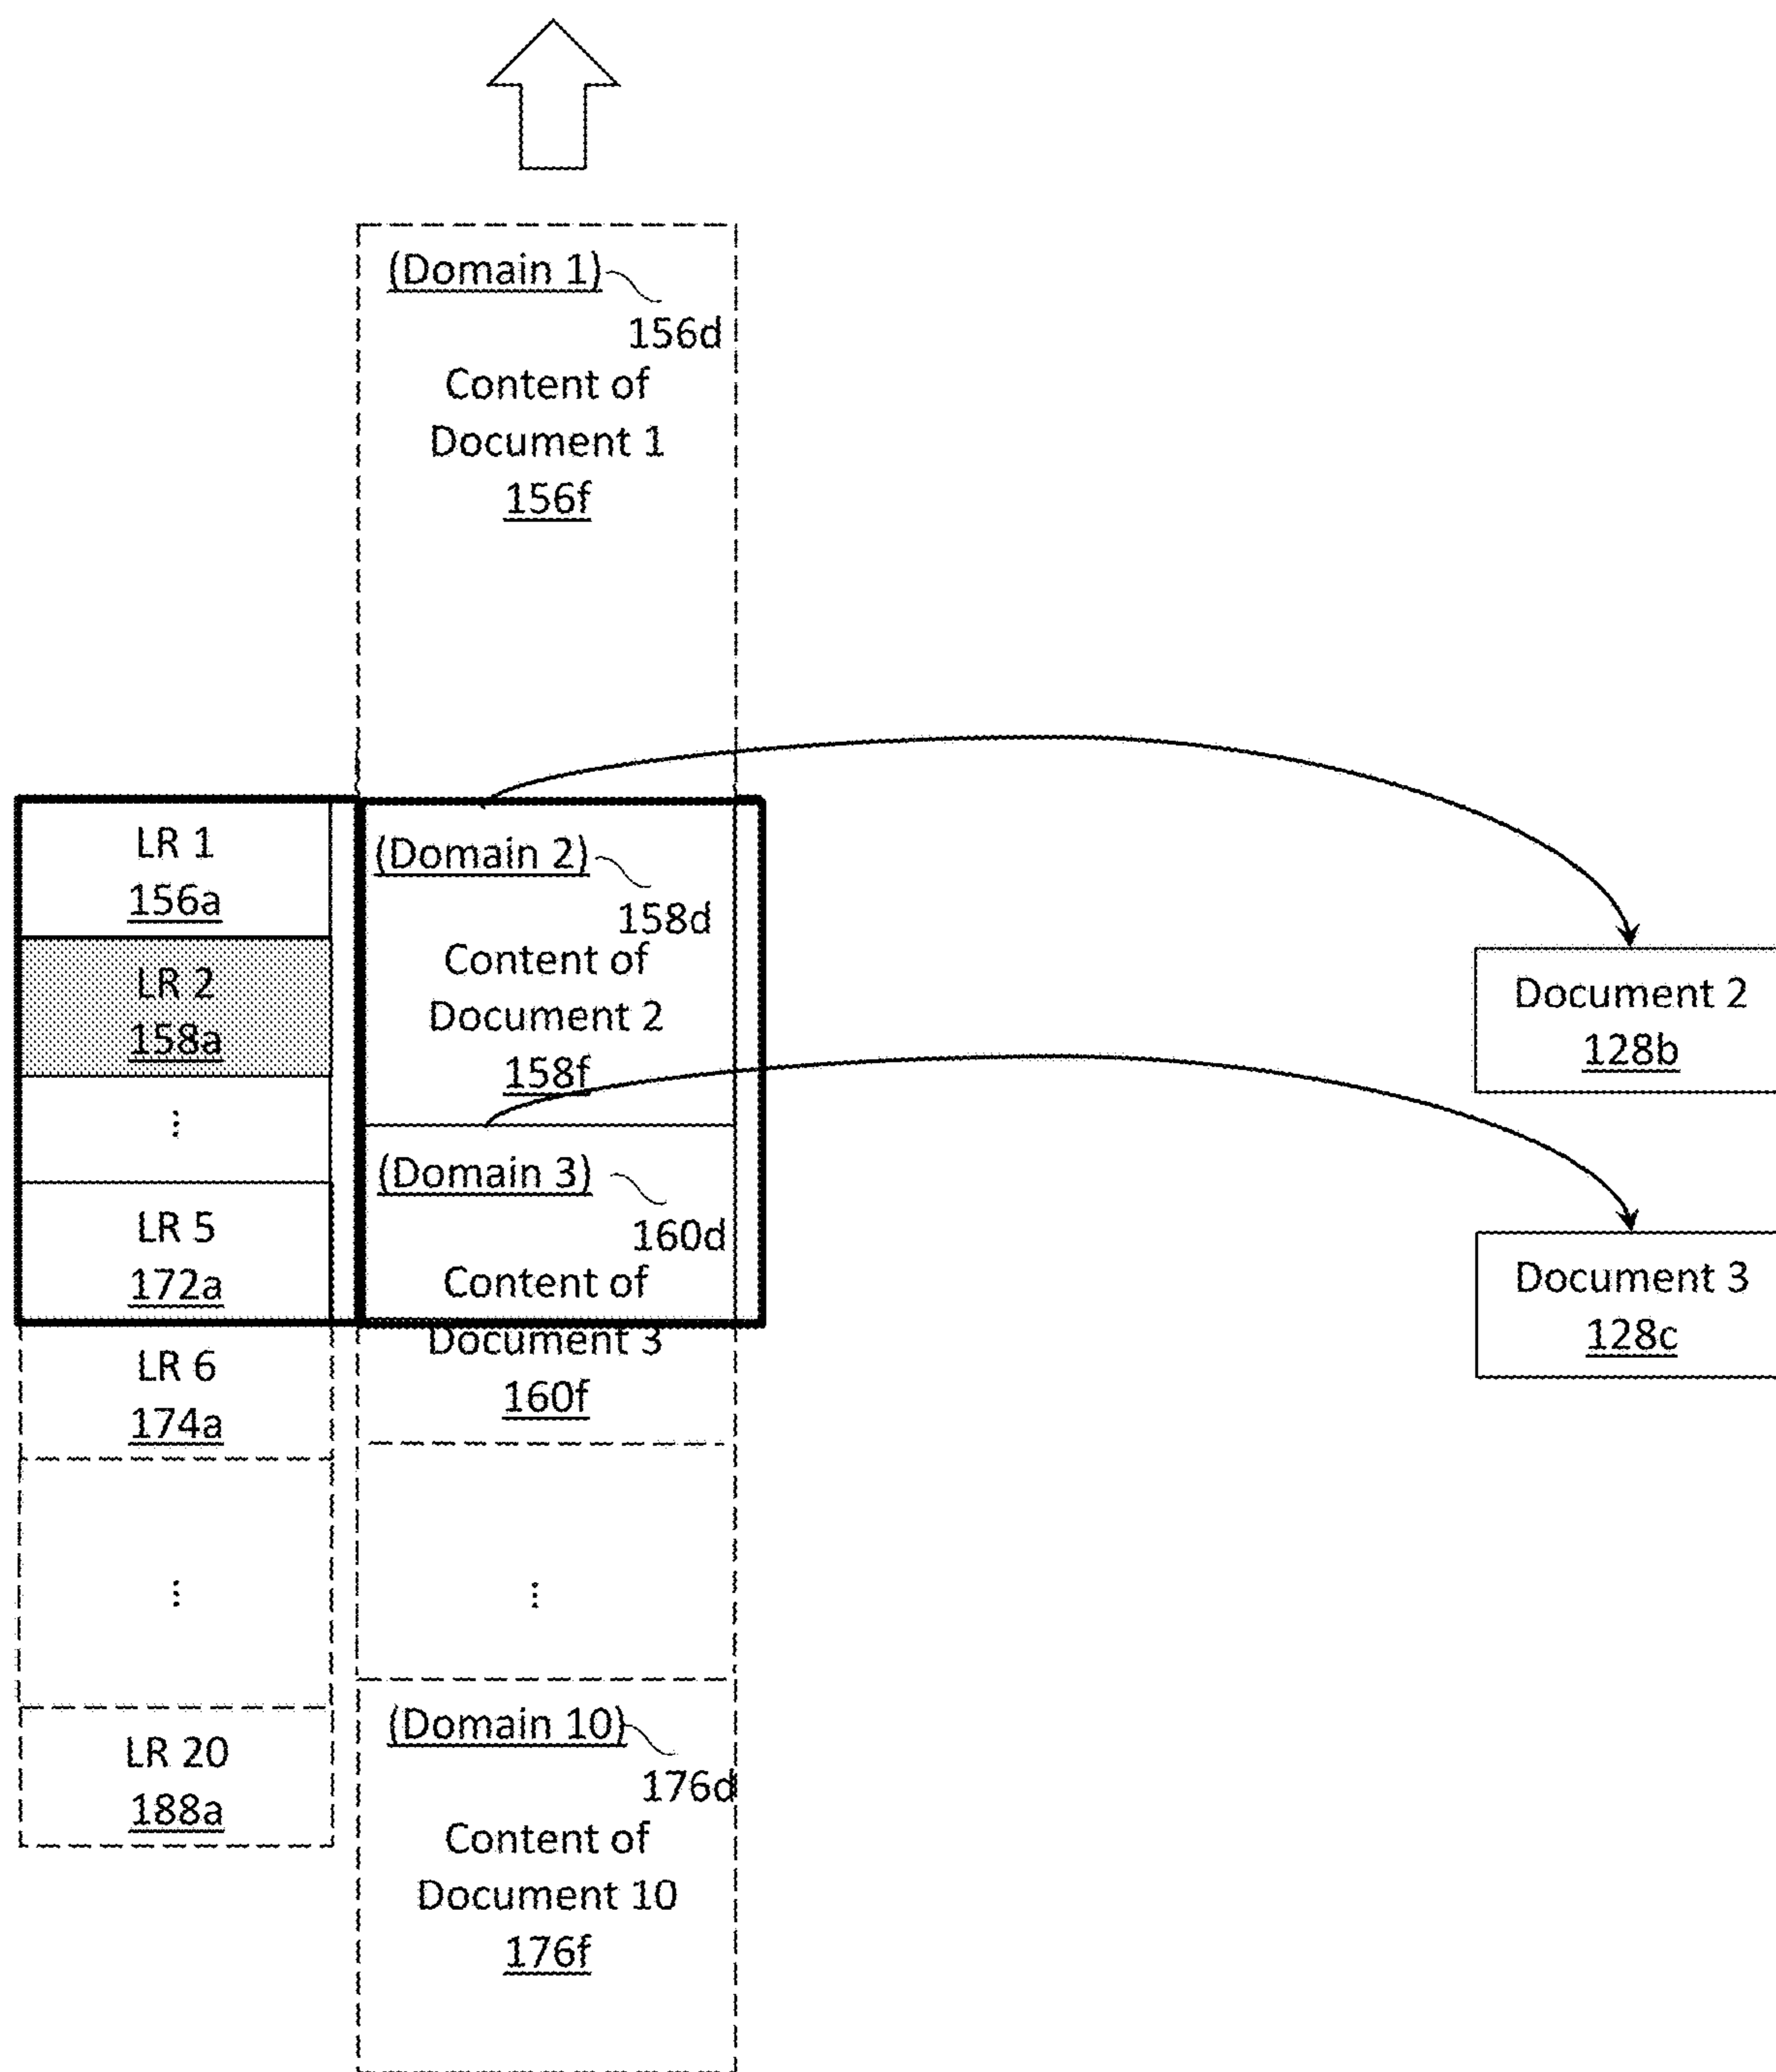 (Domain 1)
156d
Content of
Document 1
156f
LR 1
156a
LR 2
158a
⋮
LR 5
172a
LR 6
174a
⋮
LR 20
188a
(Domain 2)
158d
Content of
Document 2
158f
(Domain 3)
160d
Content of
Document 3
160f
⋮
(Domain 10)
176d
Content of
Document 10
176f
Document 2
128b
Document 3
128c